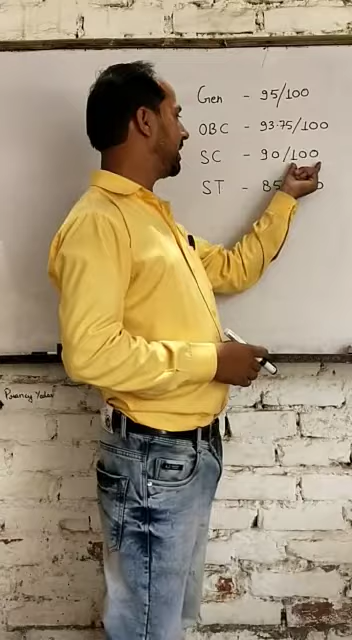 Gen - 95/100
OBC - 93.75/100
SC - 90/100
ST - 85